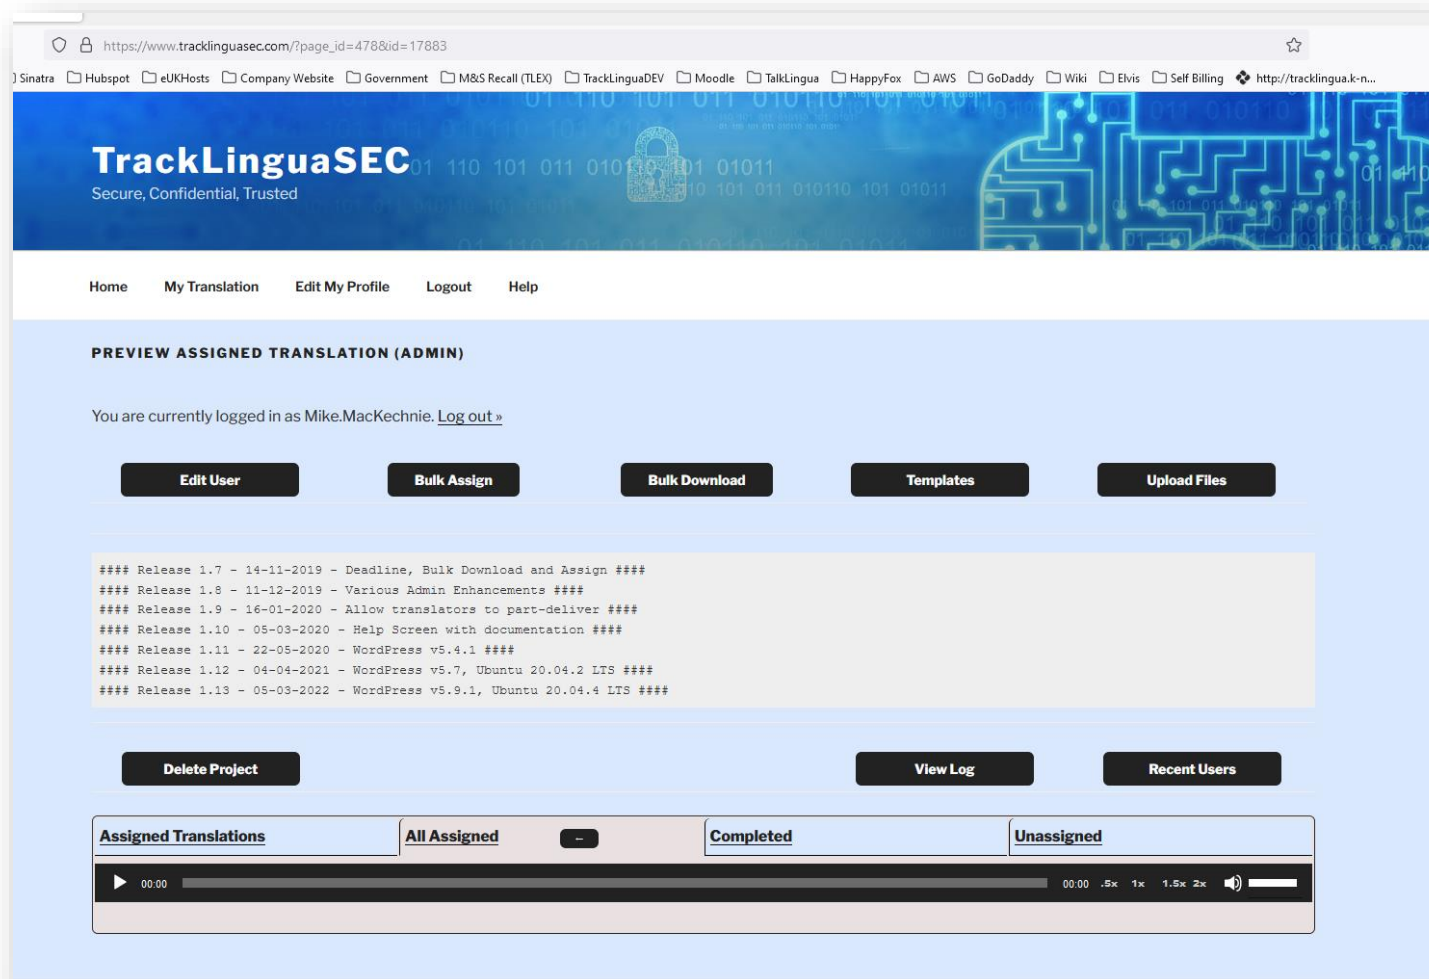 https://www.tracklinguasec.com/?page_id=478&id=17883
Sinatra Hubspot eUKHosts Company Website Government M&S Recall (TLEX) TrackLinguaDEV Moodle TalkLingua HappyFox AWS GoDaddy Wiki Elvis Self Billing http://tracklingua.k-n...
TrackLinguaSEC
Secure, Confidential, Trusted
Home My Translation Edit My Profile Logout Help
PREVIEW ASSIGNED TRANSLATION (ADMIN)
You are currently logged in as Mike.MacKechnie. Log out »
Edit User Bulk Assign Bulk Download Templates Upload Files
#### Release 1.7 - 14-11-2019 - Deadline, Bulk Download and Assign ####
#### Release 1.8 - 11-12-2019 - Various Admin Enhancements ####
#### Release 1.9 - 16-01-2020 - Allow translators to part-deliver ####
#### Release 1.10 - 05-03-2020 - Help Screen with documentation ####
#### Release 1.11 - 22-05-2020 - WordPress v5.4.1 ####
#### Release 1.12 - 04-04-2021 - WordPress v5.7, Ubuntu 20.04.2 LTS ####
#### Release 1.13 - 05-03-2022 - WordPress v5.9.1, Ubuntu 20.04.4 LTS ####
Delete Project View Log Recent Users
Assigned Translations All Assigned – Completed Unassigned
00:00 00:00 .5x 1x 1.5x 2x